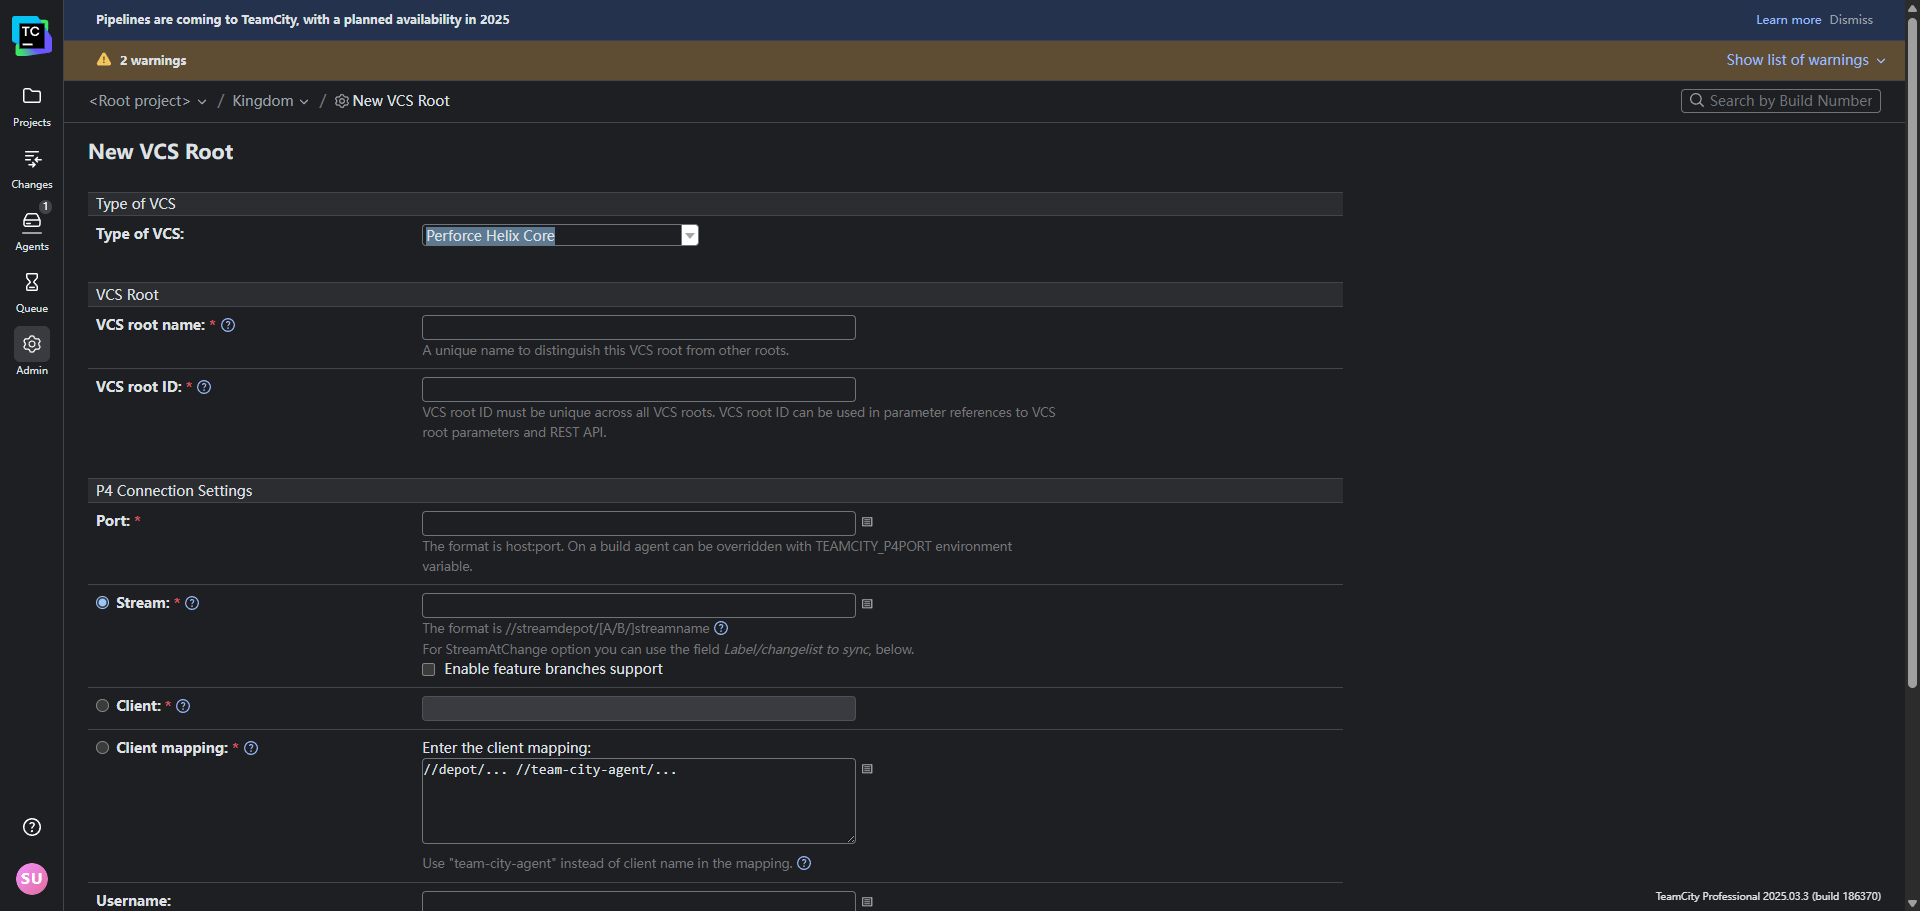 TC
Pipelines are coming to TeamCity, with a planned availability in 2025
Learn more Dismiss
2 warnings
Show list of warnings
<Root project> / Kingdom / New VCS Root
Search by Build Number
Projects
Changes
1
Agents
Queue
Admin
SU
New VCS Root
Type of VCS
Type of VCS:
Perforce Helix Core
VCS Root
VCS root name: *
A unique name to distinguish this VCS root from other roots.
VCS root ID: *
VCS root ID must be unique across all VCS roots. VCS root ID can be used in parameter references to VCS
root parameters and REST API.
P4 Connection Settings
Port: *
The format is host:port. On a build agent can be overridden with TEAMCITY_P4PORT environment
variable.
Stream: *
The format is //streamdepot/[A/B/]streamname
For StreamAtChange option you can use the field Label/changelist to sync, below.
Enable feature branches support
Client: *
Client mapping: *
Enter the client mapping:
//depot/... //team-city-agent/...
Use "team-city-agent" instead of client name in the mapping.
Username:
TeamCity Professional 2025.03.3 (build 186370)